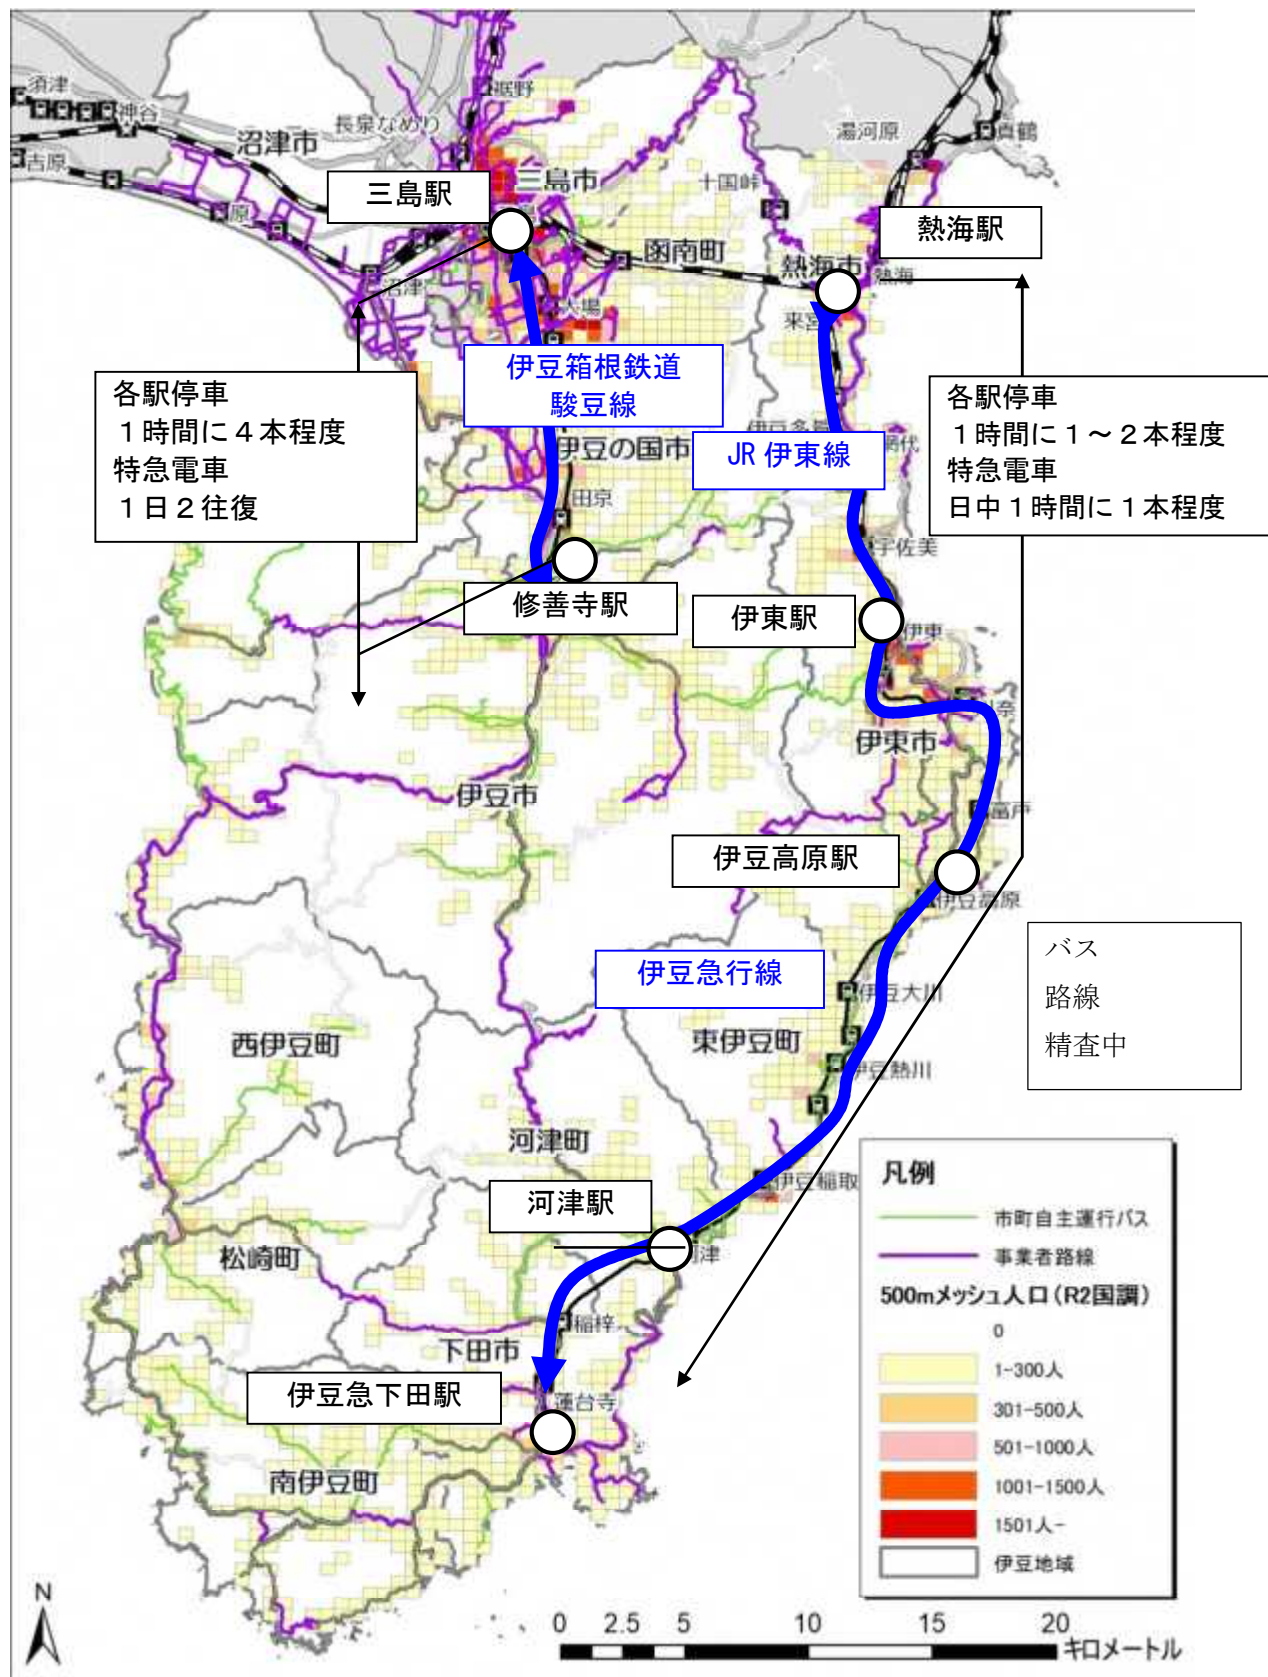 須津
神谷
吉原
原
沼津市
長泉なめり
裾野
三島市
三島駅
沼津
大場
函南町
十国峠
湯河原
真鶴
熱海駅
熱海市
熱海
来宮
伊豆箱根鉄道
駿豆線
各駅停車
１時間に４本程度
特急電車
１日２往復
伊豆の国市
田京
伊豆多賀
網代
JR 伊東線
各駅停車
１時間に１～２本程度
特急電車
日中１時間に１本程度
宇佐美
修善寺駅
伊東駅
伊東
川奈
伊東市
伊豆市
富戸
伊豆高原駅
伊豆高原
伊豆急行線
伊豆大川
バス
路線
精査中
西伊豆町
東伊豆町
伊豆熱川
河津町
伊豆稲取
河津駅
河津
松崎町
稲梓
下田市
伊豆急下田駅
蓮台寺
南伊豆町
凡例
市町自主運行バス
事業者路線
500mメッシュ人口（R2国調）
0
1-300人
301-500人
501-1000人
1001-1500人
1501人-
伊豆地域
N
0 2.5 5 10 15 20
キロメートル